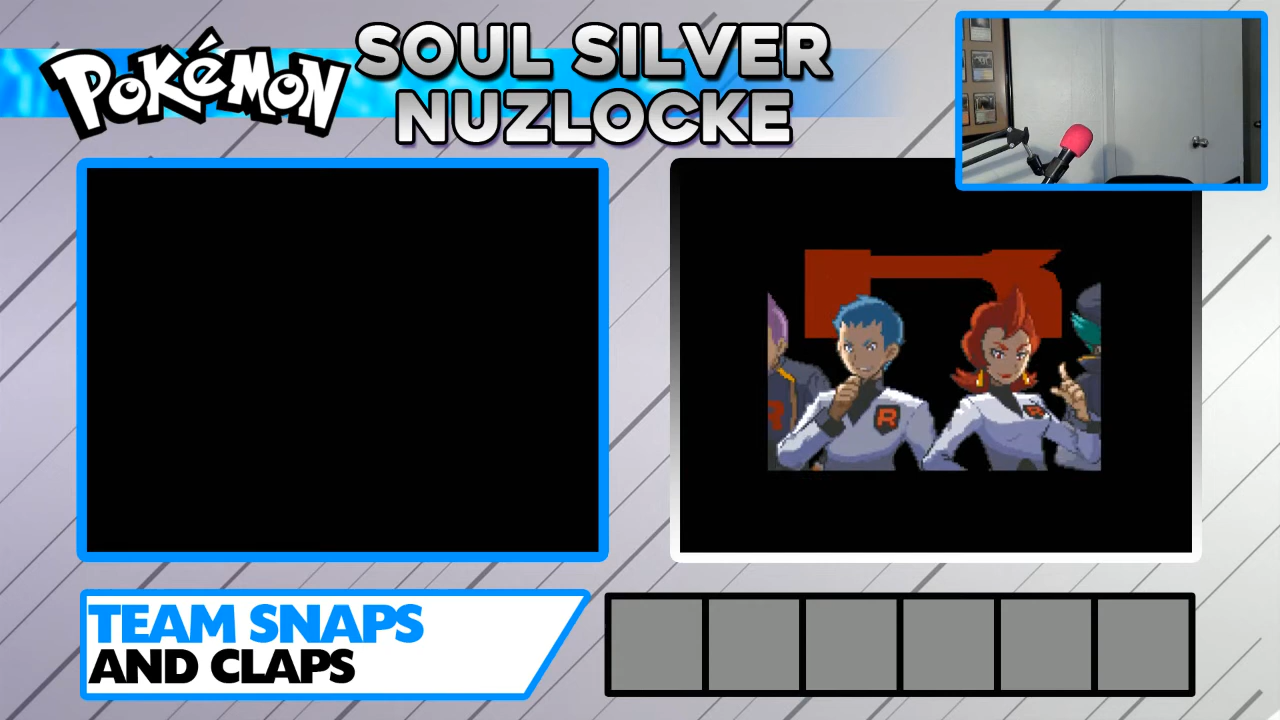 POKéMON
SOUL SILVER
NUZLOCKE
R
R
R
TEAM SNAPS
AND CLAPS